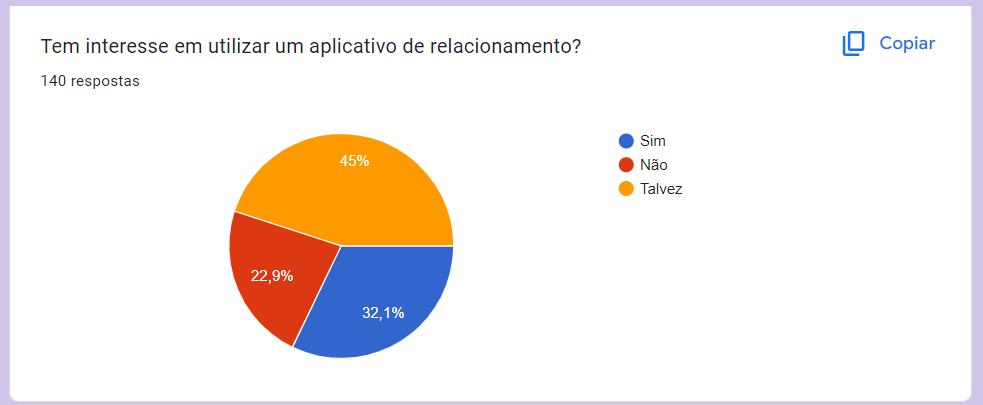 Tem interesse em utilizar um aplicativo de relacionamento?
Copiar
140 respostas
45%
22,9%
32,1%
Sim
Não
Talvez